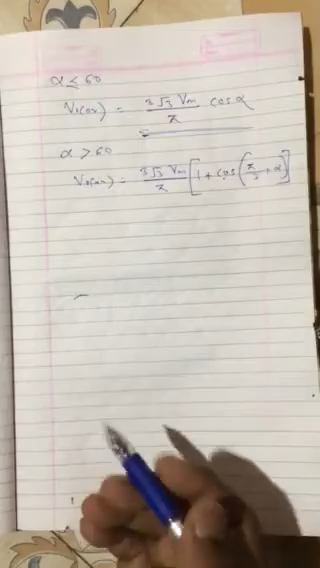 α ≤ 60
V₀(av) = 3√3 Vm / π cos α
α > 60
V₀(av) = 3√3 Vm / π [1 + cos(π/3 + α)]